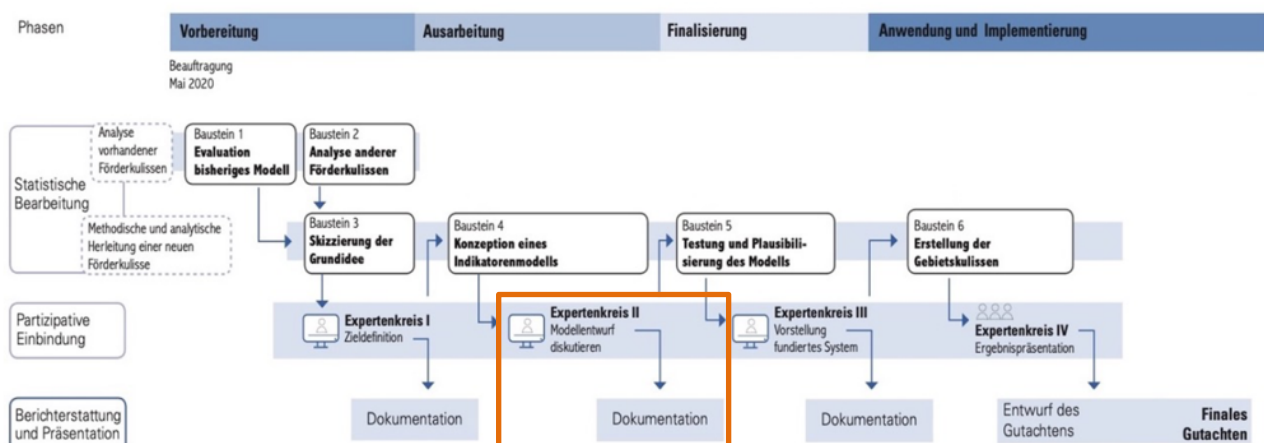 Phasen
Vorbereitung
Ausarbeitung
Finalisierung
Anwendung und Implementierung
Beauftragung
Mai 2020
Statistische
Bearbeitung
Analyse
vorhandener
Förderkulissen
Methodische und analytische
Herleitung einer neuen
Förderkulisse
Baustein 1
Evaluation
bisheriges Modell
Baustein 2
Analyse anderer
Förderkulissen
Baustein 3
Skizzierung der
Grundidee
Baustein 4
Konzeption eines
Indikatorenmodells
Baustein 5
Testung und Plausibili-
sierung des Modells
Baustein 6
Erstellung der
Gebietskulissen
Partizipative
Einbindung
Expertenkreis I
Zieldefinition
Expertenkreis II
Modellentwurf
diskutieren
Expertenkreis III
Vorstellung
fundiertes System
Expertenkreis IV
Ergebnispräsentation
Berichterstattung
und Präsentation
Dokumentation
Dokumentation
Dokumentation
Entwurf des
Gutachtens
Finales
Gutachten